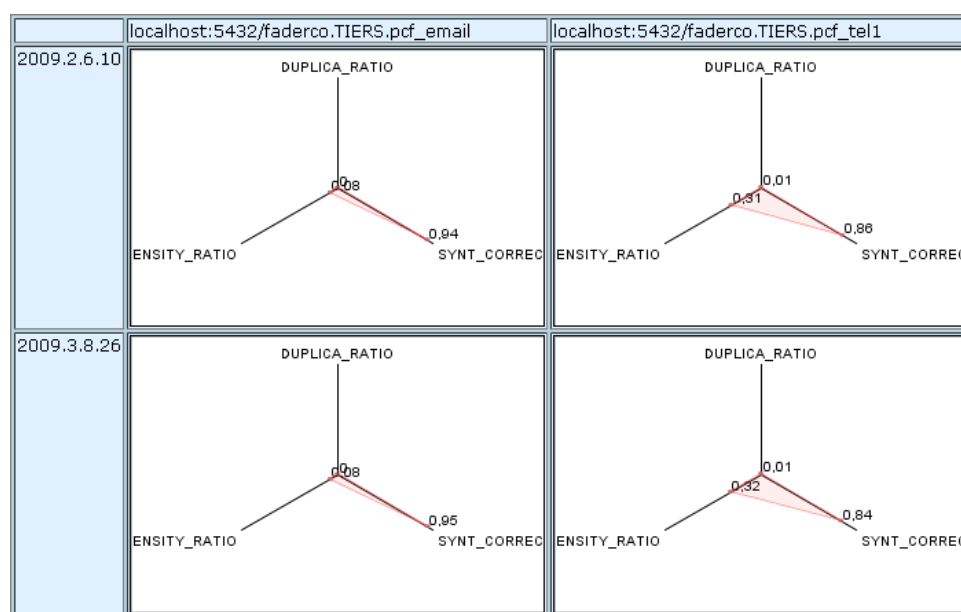 localhost:5432/faderco.TIERS.pcf_email
localhost:5432/faderco.TIERS.pcf_tel1
2009.2.6.10
DUPLICA_RATIO
0
0,08
0,94
ENSITY_RATIO
SYNT_CORREC
DUPLICA_RATIO
0,01
0,31
0,86
ENSITY_RATIO
SYNT_CORREC
2009.3.8.26
DUPLICA_RATIO
0
0,08
0,95
ENSITY_RATIO
SYNT_CORREC
DUPLICA_RATIO
0,01
0,32
0,84
ENSITY_RATIO
SYNT_CORREC